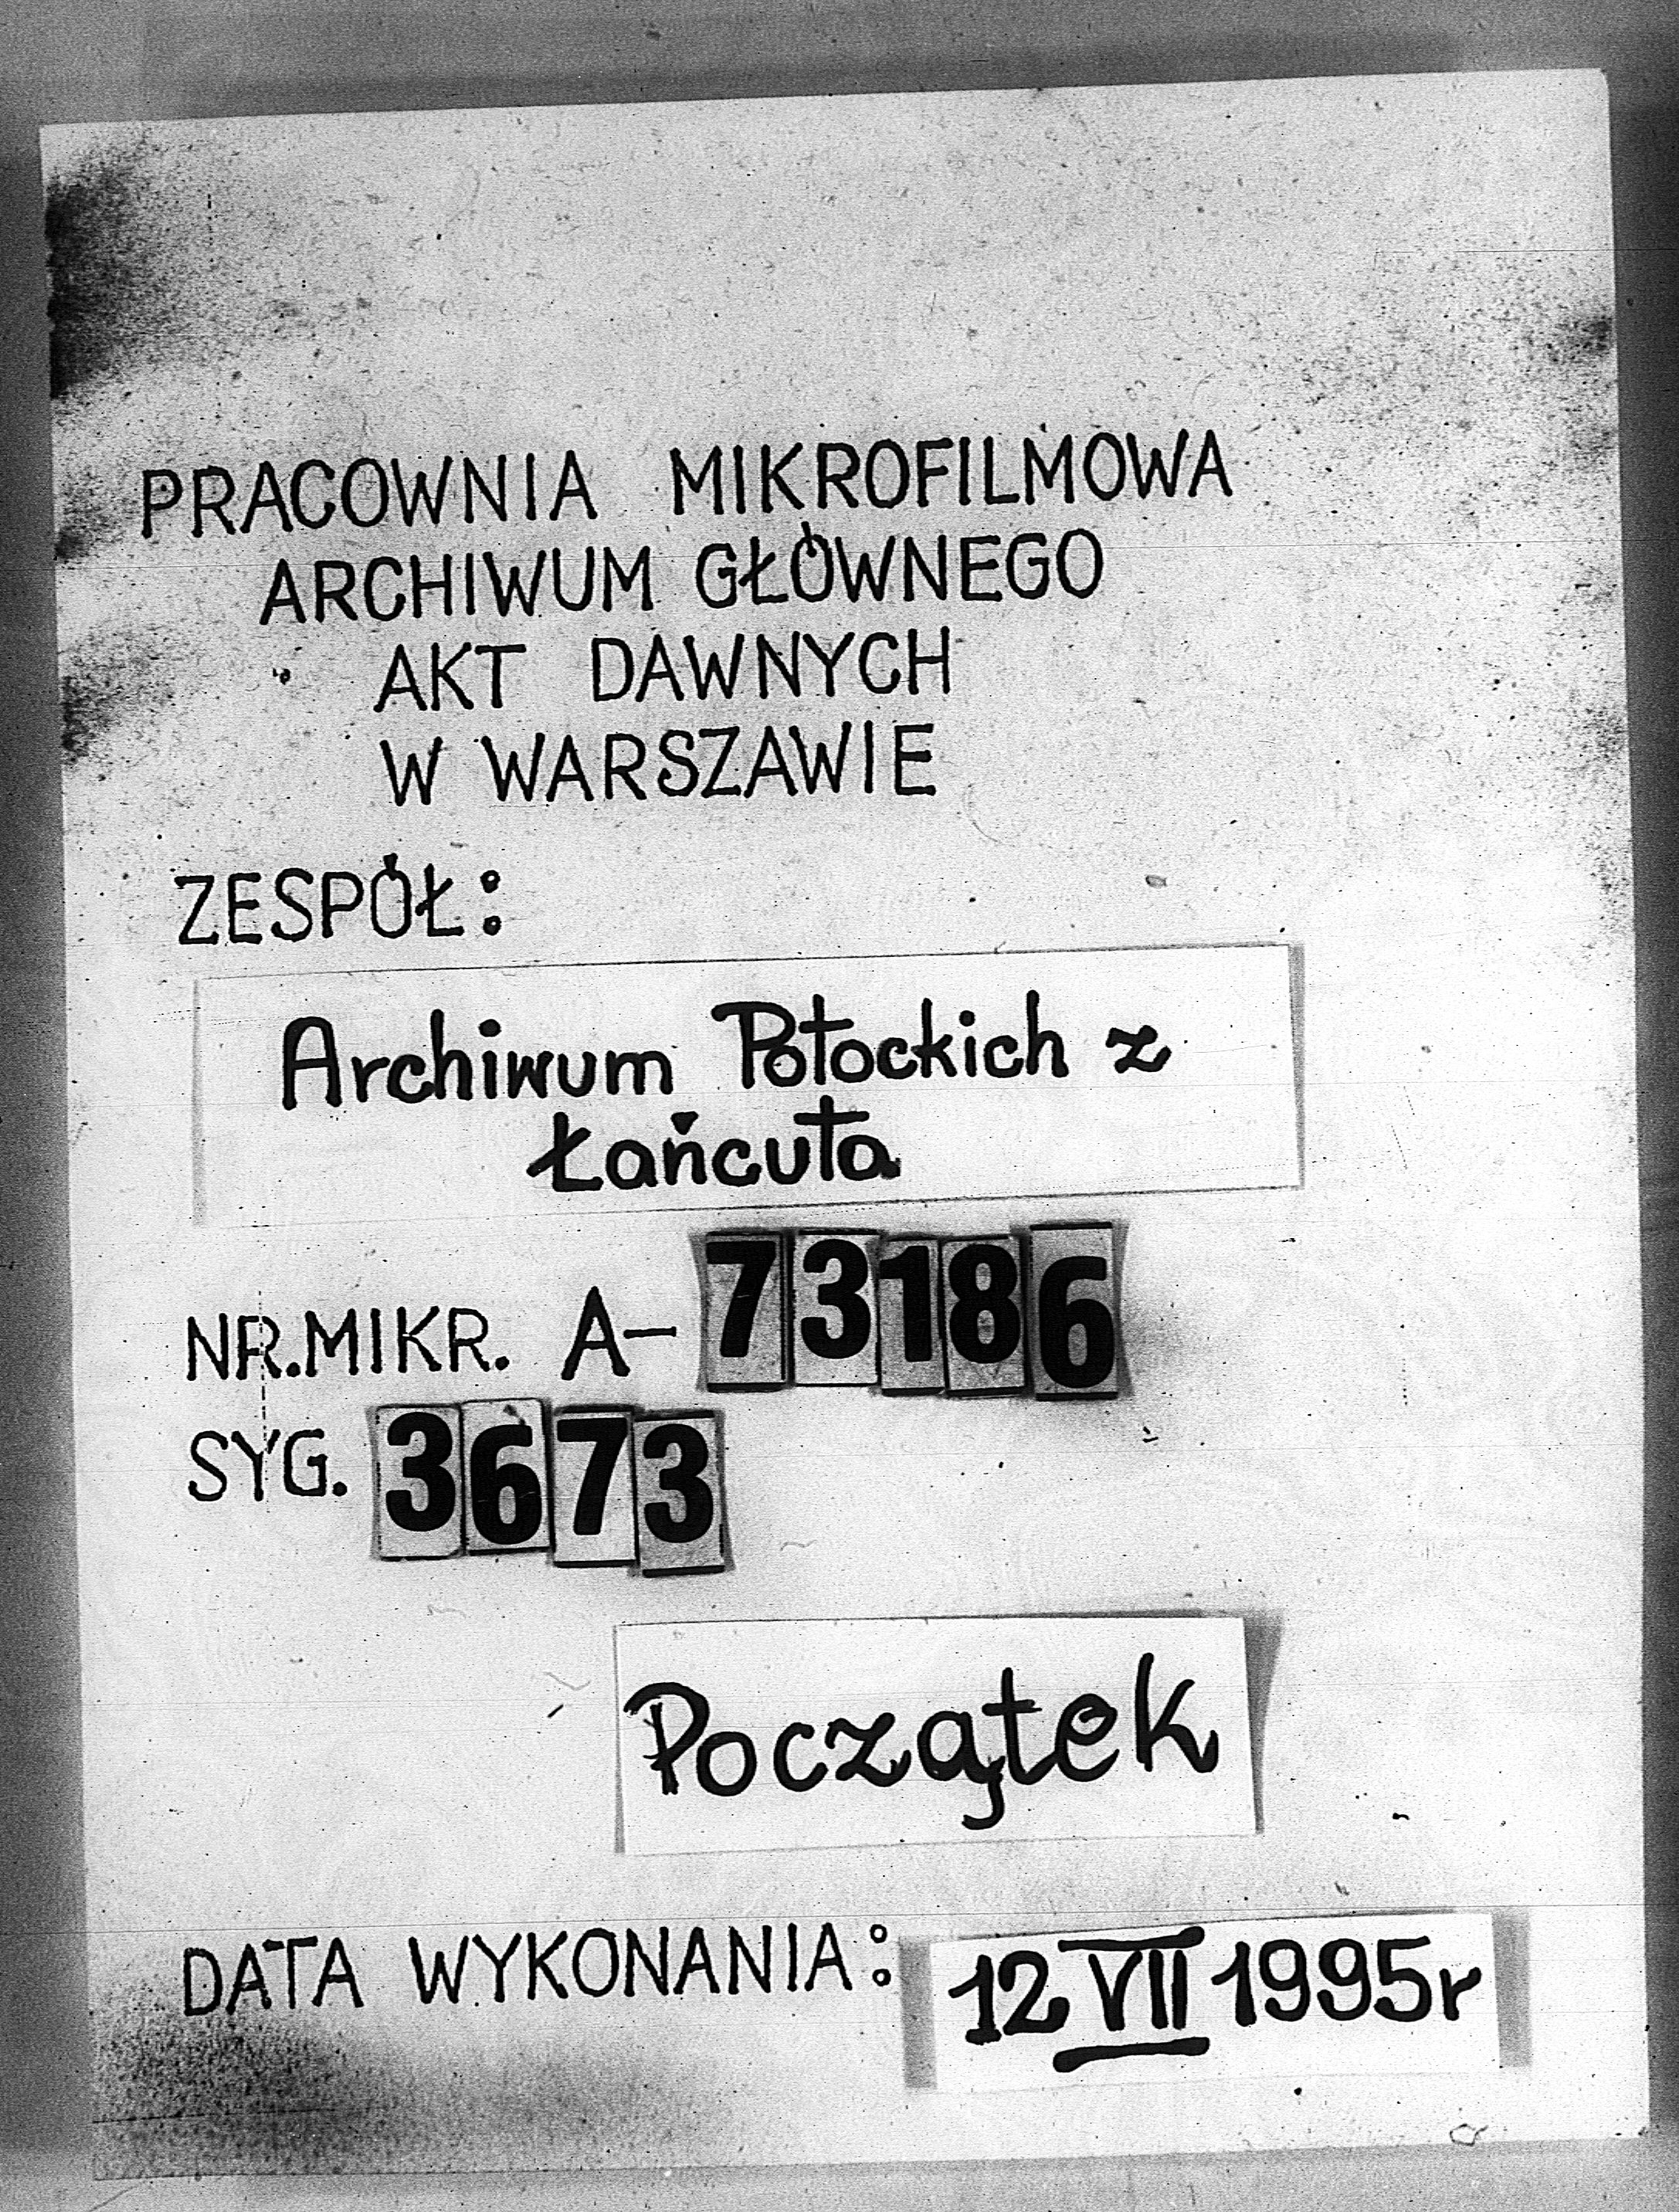 PRACOWNIA MIKROFILMOWA
ARCHIWUM GŁÓWNEGO
AKT DAWNYCH
W WARSZAWIE
ZESPÓŁ:
Archiwum Potockich z
Łańcuta
NR.MIKR. A-73186
SYG. 3673
Początek
DATA WYKONANIA: 12 VII 1995r